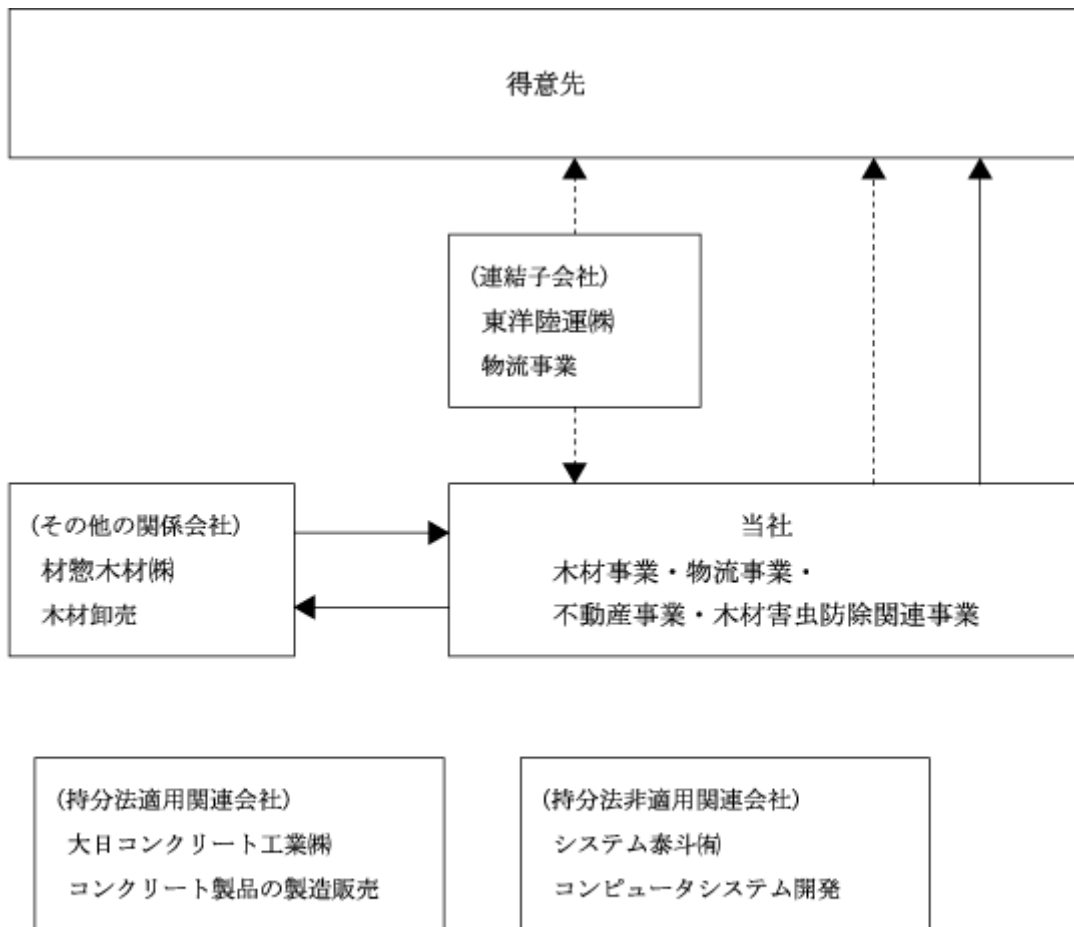 得意先
(連結子会社)
東洋陸運㈱
物流事業
(その他の関係会社)
材惣木材㈱
木材卸売
当社
木材事業・物流事業・
不動産事業・木材害虫防除関連事業
(持分法適用関連会社)
大日コンクリート工業㈱
コンクリート製品の製造販売
(持分法非適用関連会社)
システム泰斗㈲
コンピュータシステム開発